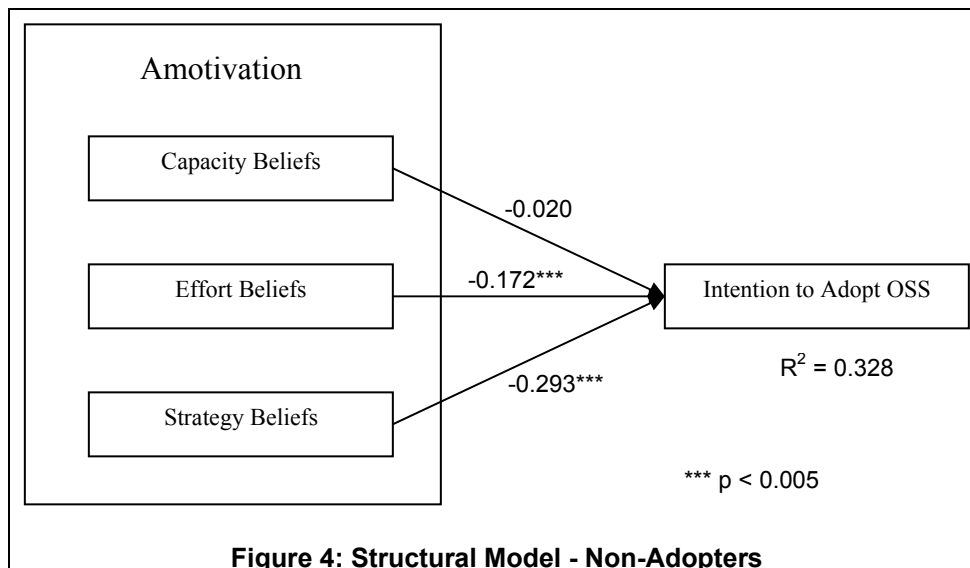 Amotivation
Capacity Beliefs
-0.020
Effort Beliefs
-0.172***
Intention to Adopt OSS
R² = 0.328
-0.293***
Strategy Beliefs
*** p < 0.005
Figure 4: Structural Model - Non-Adopters